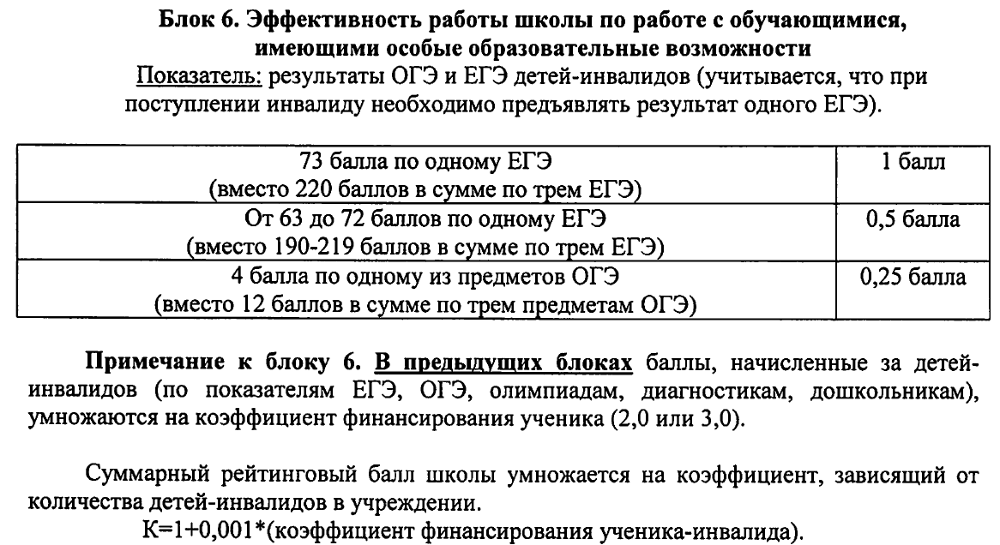 Блок 6. Эффективность работы школы по работе с обучающимися,
имеющими особые образовательные возможности
Показатель: результаты ОГЭ и ЕГЭ детей-инвалидов (учитывается, что при
поступлении инвалиду необходимо предъявлять результат одного ЕГЭ).
73 балла по одному ЕГЭ
(вместо 220 баллов в сумме по трем ЕГЭ)
1 балл
От 63 до 72 баллов по одному ЕГЭ
(вместо 190-219 баллов в сумме по трем ЕГЭ)
0,5 балла
4 балла по одному из предметов ОГЭ
(вместо 12 баллов в сумме по трем предметам ОГЭ)
0,25 балла
Примечание к блоку 6. В предыдущих блоках баллы, начисленные за детей-
инвалидов (по показателям ЕГЭ, ОГЭ, олимпиадам, диагностикам, дошкольникам),
умножаются на коэффициент финансирования ученика (2,0 или 3,0).
Суммарный рейтинговый балл школы умножается на коэффициент, зависящий от
количества детей-инвалидов в учреждении.
К=1+0,001*(коэффициент финансирования ученика-инвалида).